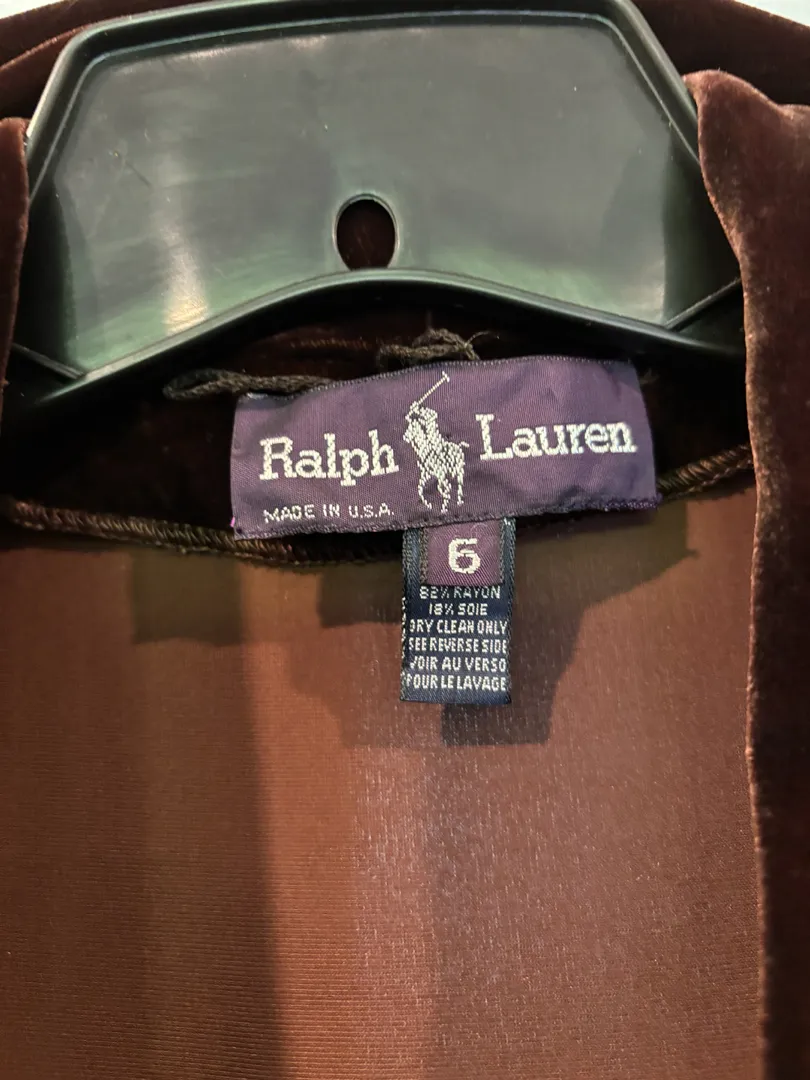 Ralph Lauren
MADE IN U.S.A.
6
82% RAYON
18% SOIE
DRY CLEAN ONLY
SEE REVERSE SIDE
VOIR AU VERSO
POUR LE LAVAGE